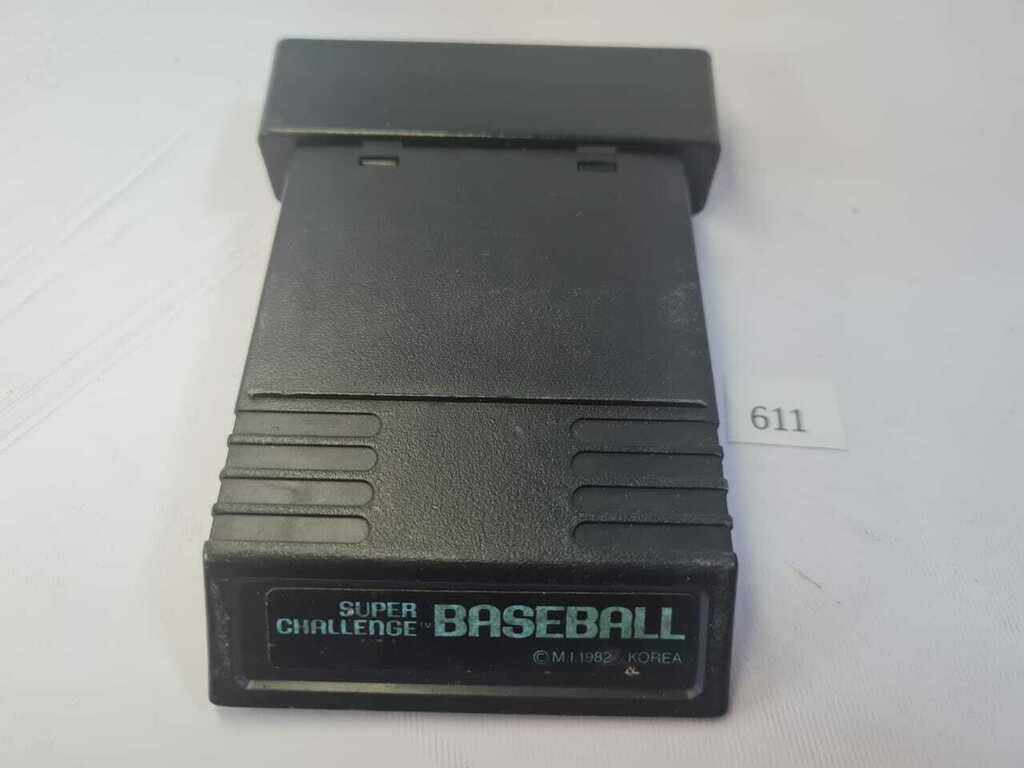 611
SUPER
CHALLENGE™ BASEBALL
© M.I. 1982 KOREA